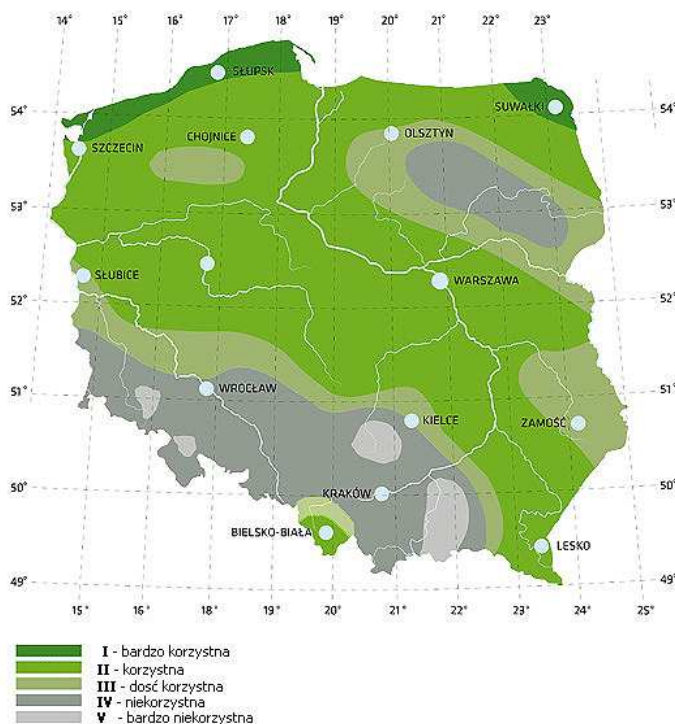 14° 15° 16° 17° 18° 19° 20° 21° 22° 23°
SŁUPSK
SUWAŁKI
54° 54°
CHOJNICE OLSZTYN
SZCZECIN
53° 53°
SŁUBICE WARSZAWA
52° 52°
51° 51°
WROCŁAW
KIELCE ZAMOŚĆ
50° 50°
KRAKÓW
BIELSKO-BIAŁA LESKO
49° 49°
15° 16° 17° 18° 19° 20° 21° 22° 23° 24° 25°
I - bardzo korzystna
II - korzystna
III - dosć korzystna
IV - niekorzystna
V - bardzo niekorzystna